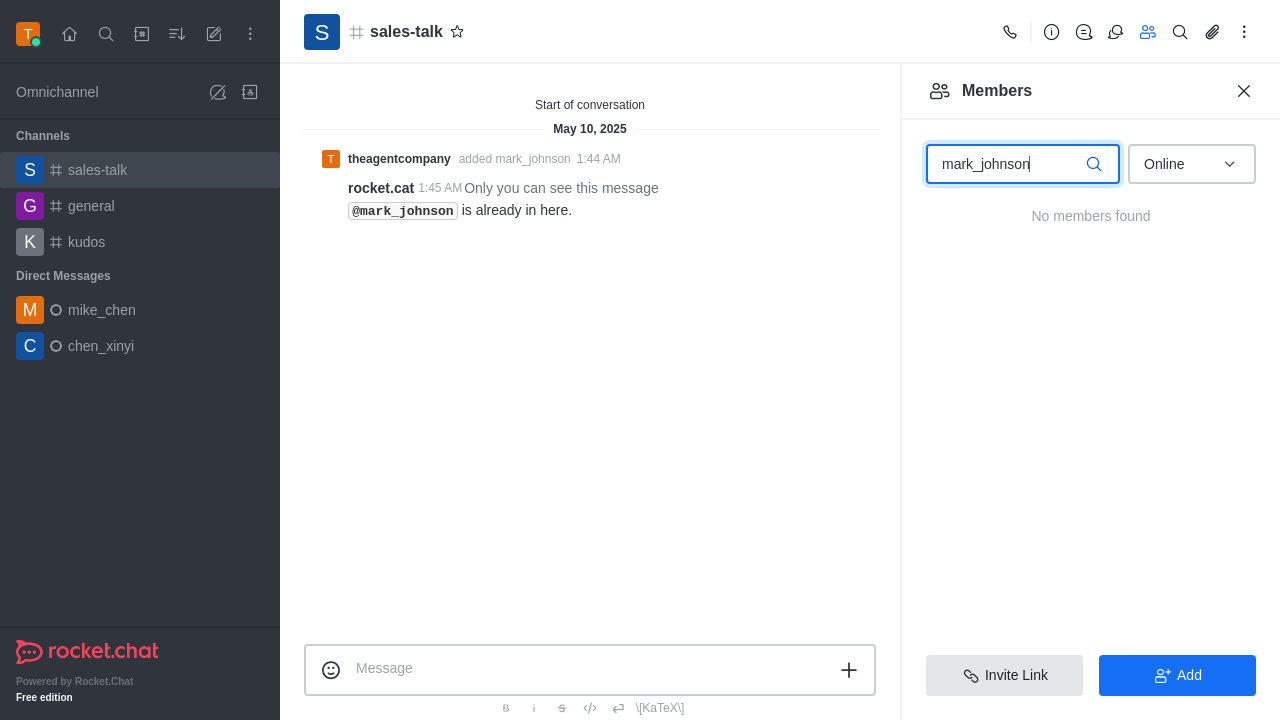 T
Omnichannel
Channels
S sales-talk
G general
K kudos
Direct Messages
M mike_chen
C chen_xinyi
rocket.chat
Powered by Rocket.Chat
Free edition
S sales-talk
Start of conversation
May 10, 2025
T theagentcompany added mark_johnson 1:44 AM
rocket.cat 1:45 AM Only you can see this message
@mark_johnson is already in here.
Message
B i S </> \[KaTeX\]
Members
mark_johnson
Online
No members found
Invite Link
Add